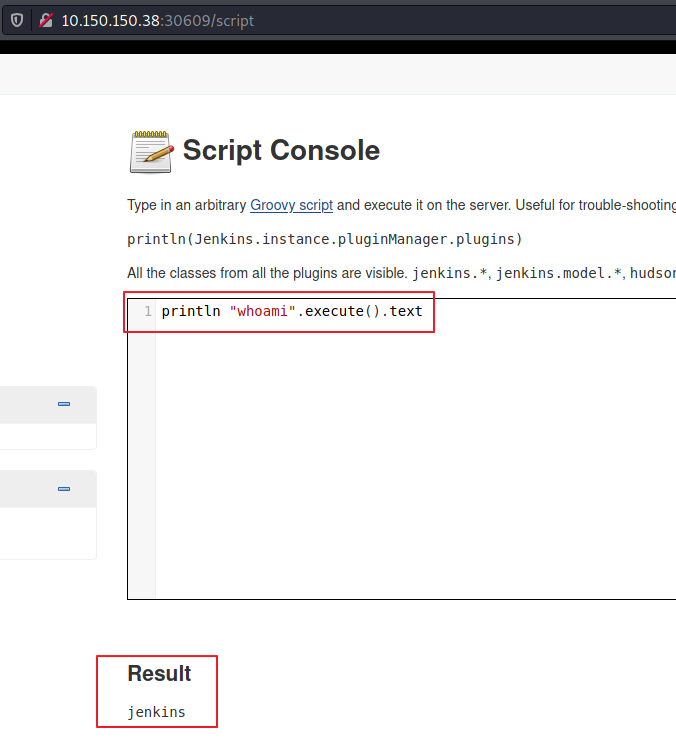 10.150.150.38:30609/script
Script Console
Type in an arbitrary Groovy script and execute it on the server. Useful for trouble-shooting
println(Jenkins.instance.pluginManager.plugins)
All the classes from all the plugins are visible. jenkins.*, jenkins.model.*, hudson
1 println "whoami".execute().text
Result
jenkins